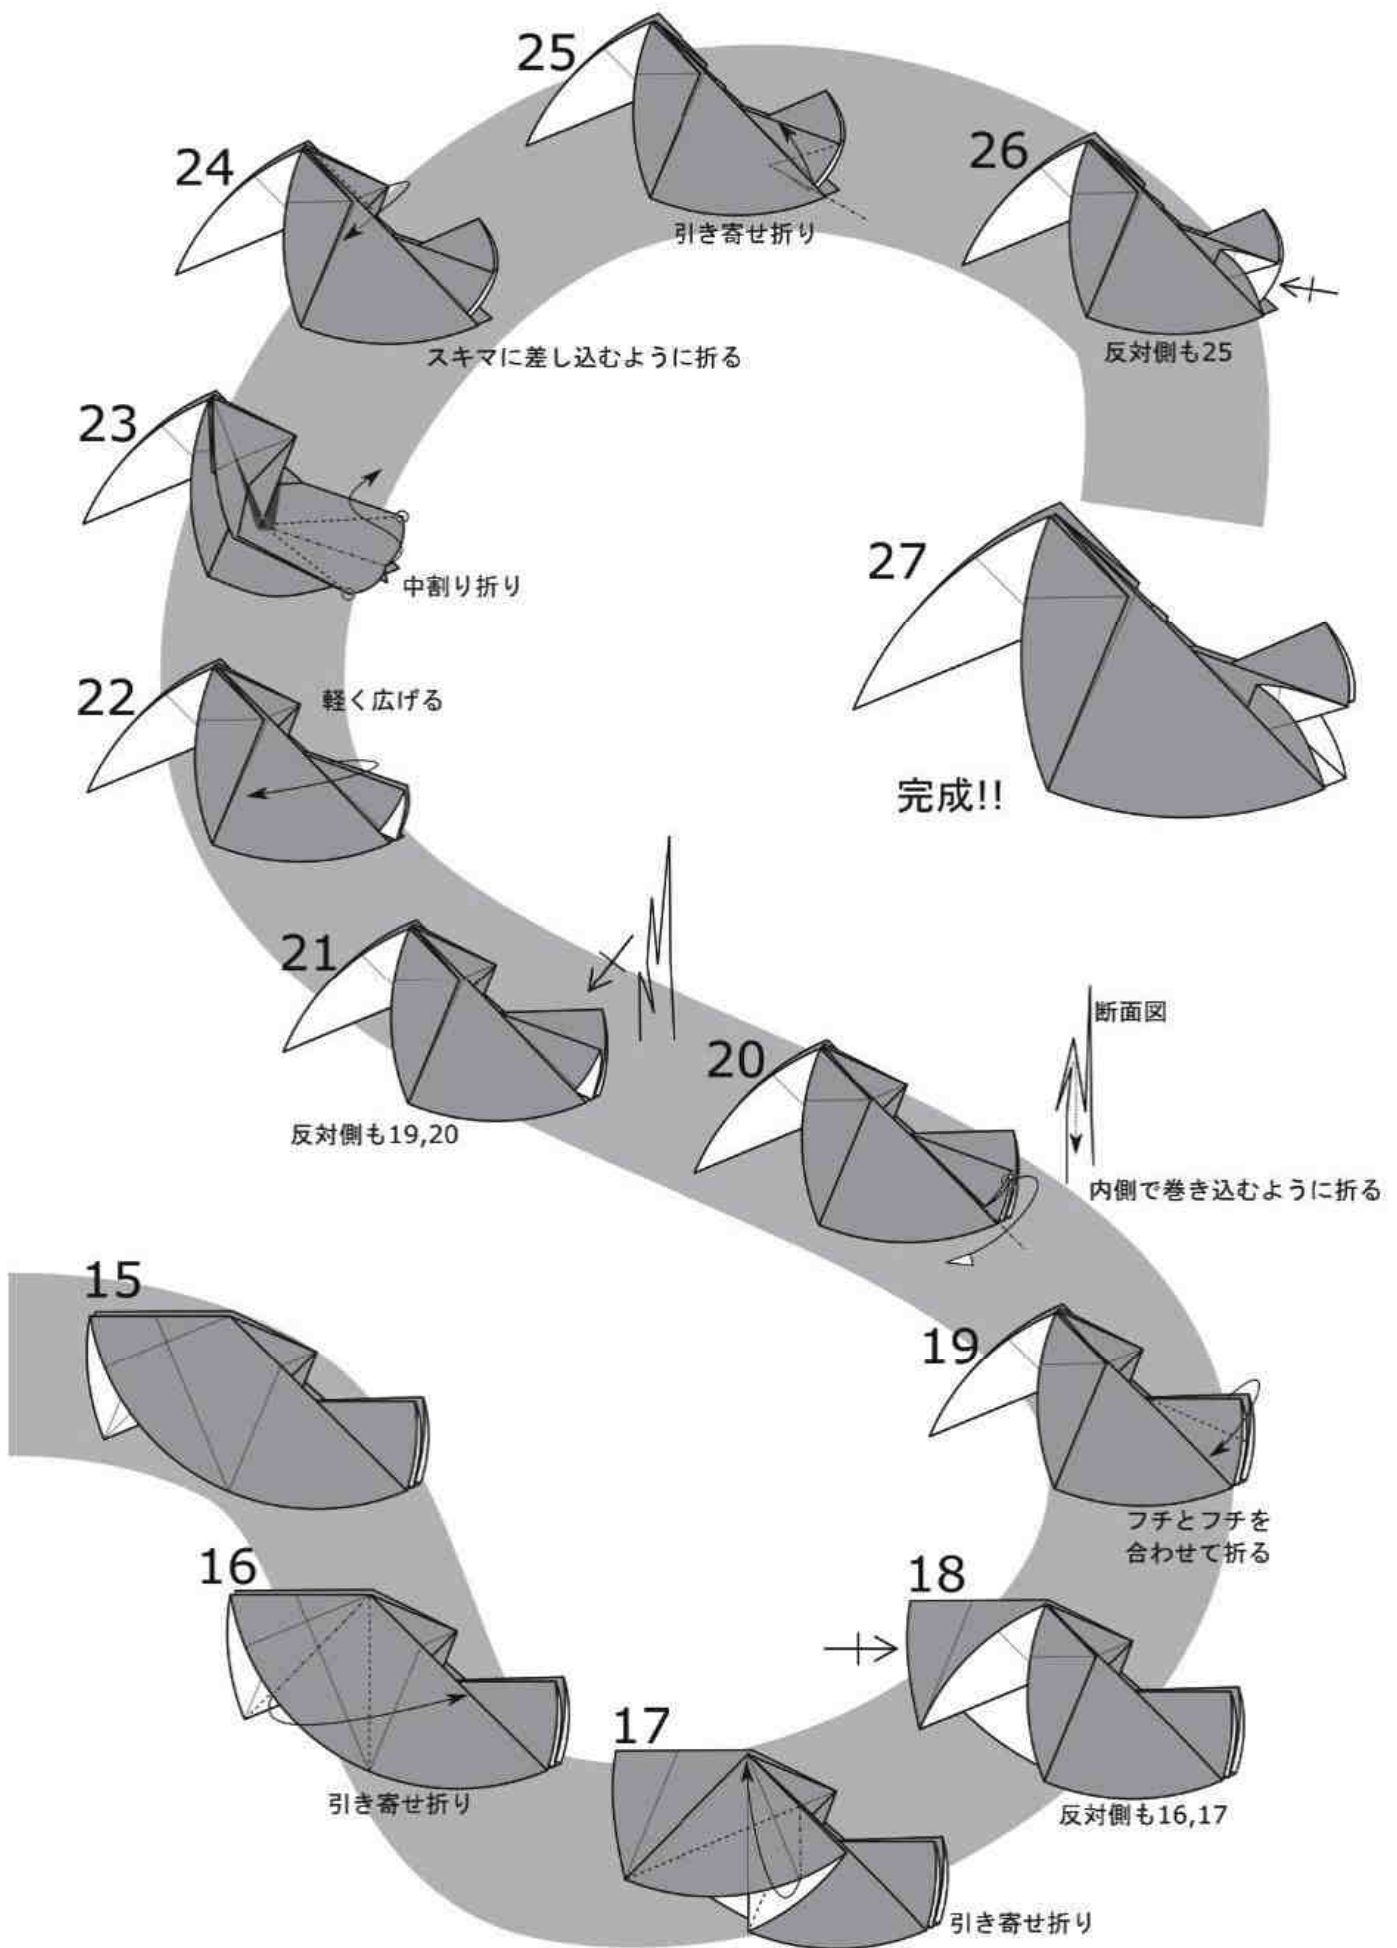 15
16
引き寄せ折り
17
引き寄せ折り
18
反対側も16,17
19
フチとフチを
合わせて折る
20
断面図
内側で巻き込むように折る
21
反対側も19,20
22
軽く広げる
23
中割り折り
24
スキマに差し込むように折る
25
引き寄せ折り
26
反対側も25
27
完成!!